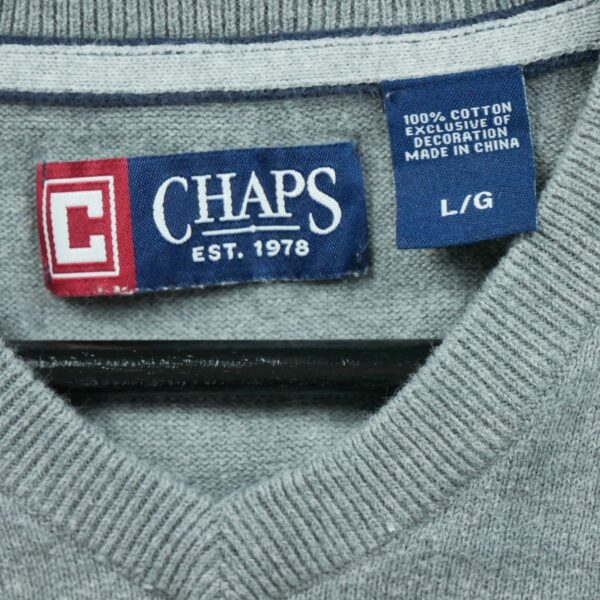 C
CHAPS
EST. 1978
100% COTTON
EXCLUSIVE OF
DECORATION
MADE IN CHINA
L/G